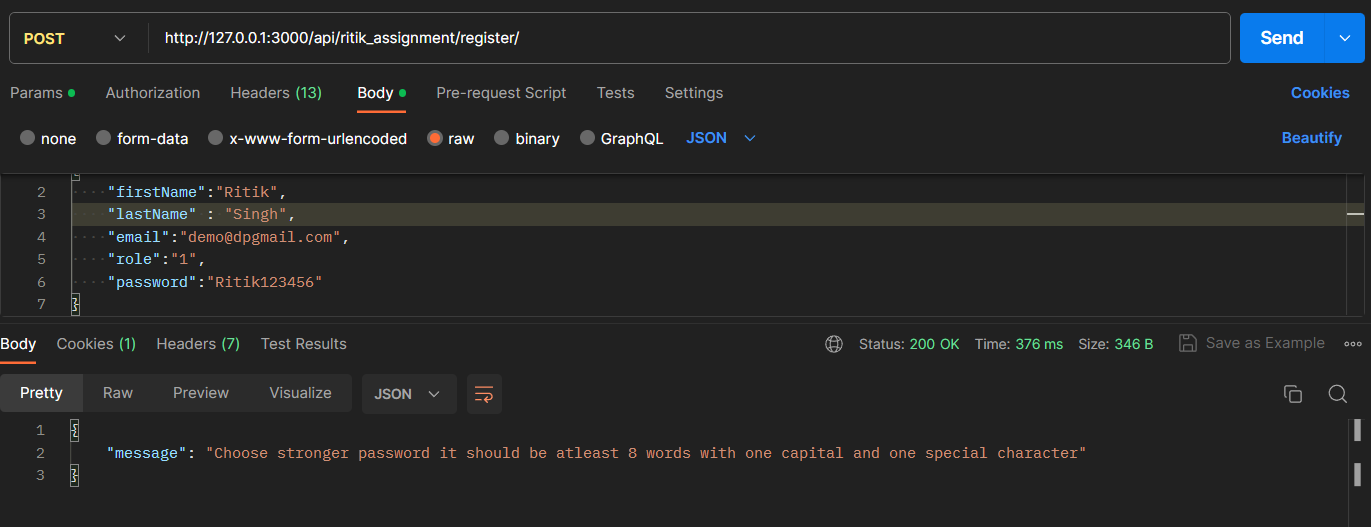 POST http://127.0.0.1:3000/api/ritik_assignment/register/ Send
Params Authorization Headers (13) Body Pre-request Script Tests Settings Cookies
none form-data x-www-form-urlencoded raw binary GraphQL JSON Beautify
2 "firstName":"Ritik",
3 "lastName" : "Singh",
4 "email":"demo@dpgmail.com",
5 "role":"1",
6 "password":"Ritik123456"
7 }
Body Cookies (1) Headers (7) Test Results Status: 200 OK Time: 376 ms Size: 346 B Save as Example
Pretty Raw Preview Visualize JSON
1 {
2 "message": "Choose stronger password it should be atleast 8 words with one capital and one special character"
3 }